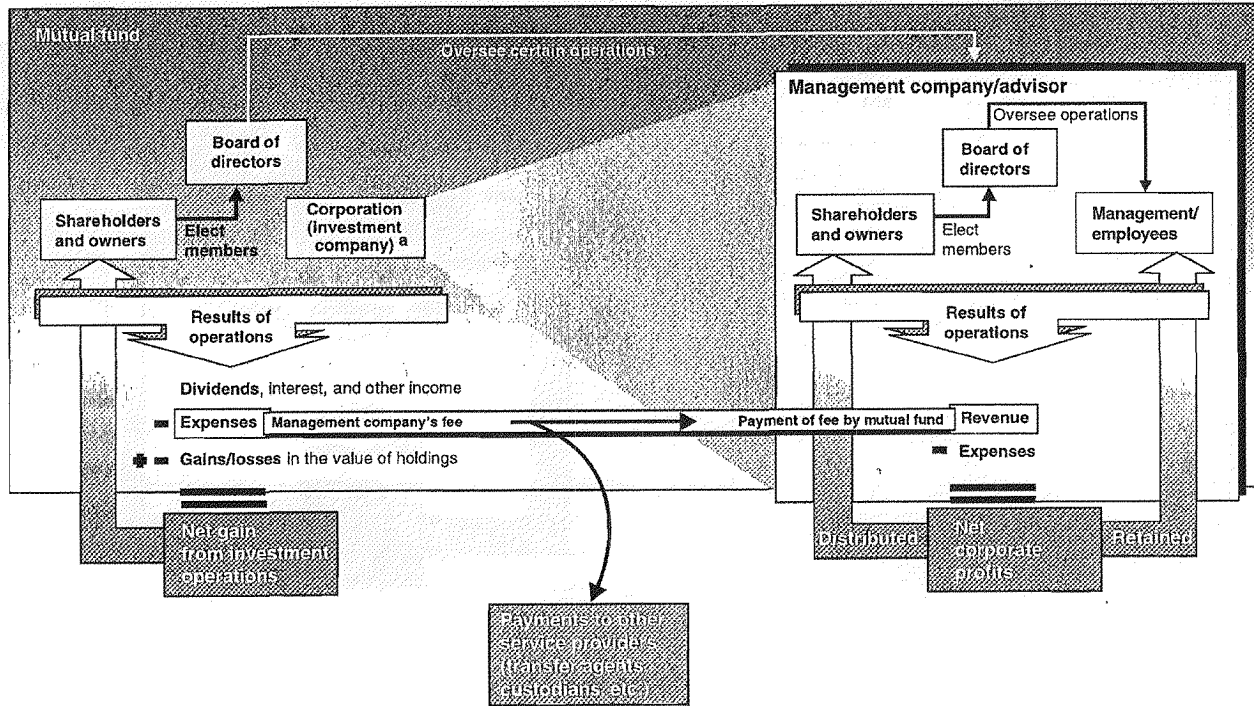 Mutual fund
Oversee certain operations
Board of
directors
Shareholders
and owners
Elect
members
Corporation
(investment
company) a
Results of
operations
Dividends, interest, and other income
- Expenses
Management company's fee
+ - Gains/losses in the value of holdings
=
Net gain
from investment
operations
Payments to other
service providers
(transfer agents,
custodians, etc.)
Management company/advisor
Oversee operations
Board of
directors
Shareholders
and owners
Elect
members
Management/
employees
Results of
operations
Payment of fee by mutual fund
Revenue
- Expenses
=
Distributed
Net
corporate
profits
Retained